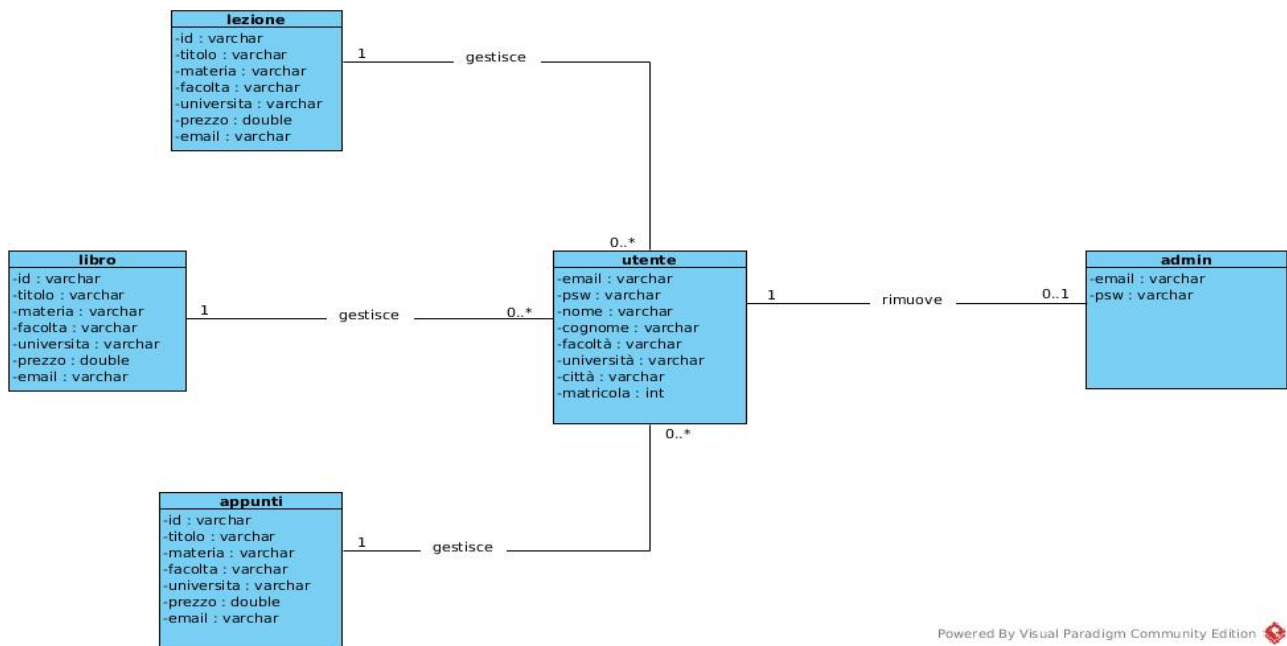 lezione
-id : varchar
-titolo : varchar
-materia : varchar
-facolta : varchar
-universita : varchar
-prezzo : double
-email : varchar
1
gestisce
0..*
libro
-id : varchar
-titolo : varchar
-materia : varchar
-facolta : varchar
-universita : varchar
-prezzo : double
-email : varchar
1
gestisce
0..*
utente
-email : varchar
-psw : varchar
-nome : varchar
-cognome : varchar
-facoltà : varchar
-università : varchar
-città : varchar
-matricola : int
1
rimuove
0..1
admin
-email : varchar
-psw : varchar
0..*
appunti
-id : varchar
-titolo : varchar
-materia : varchar
-facolta : varchar
-universita : varchar
-prezzo : double
-email : varchar
1
gestisce
Powered By Visual Paradigm Community Edition